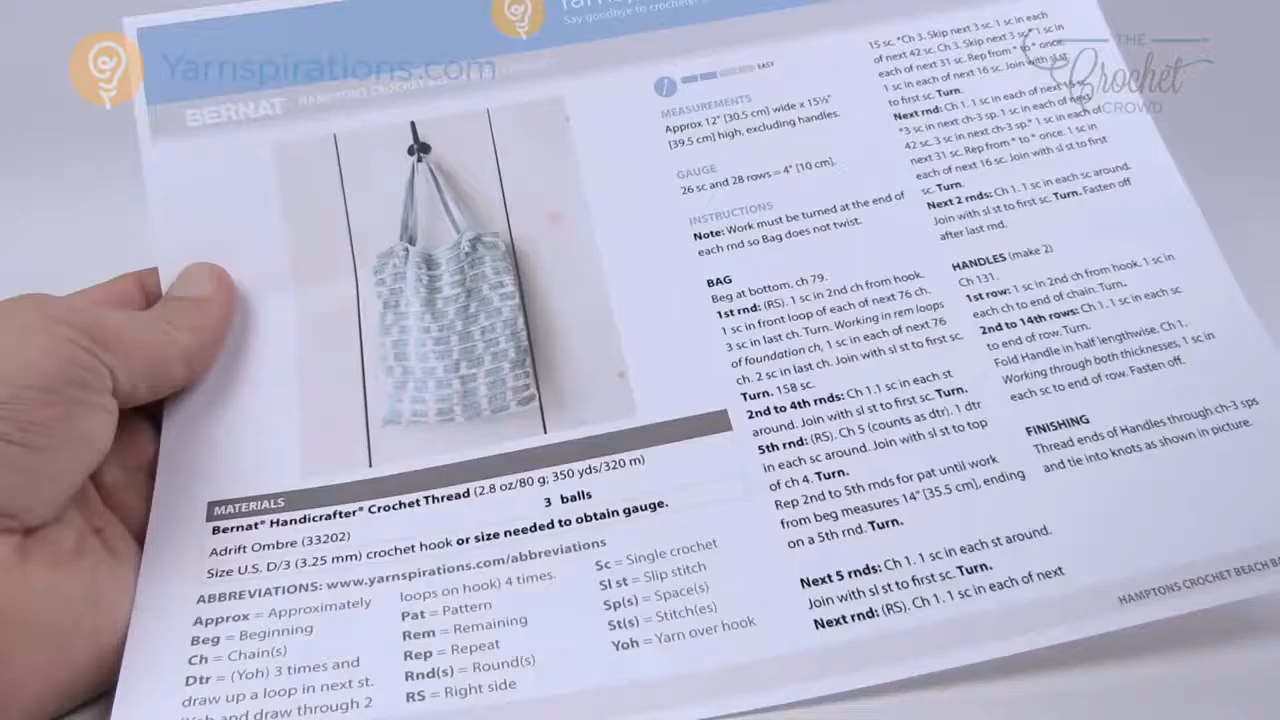 Yarnspirations.com
THE
Crochet
CROWD
Say goodbye to
BERNAT
HAMPTONS CROCHET
MATERIALS
Bernat® Handicrafter® Crochet Thread (2.8 oz/80 g; 350 yds/320 m)
Adrift Ombre (33202) 3 balls
Size U.S. D/3 (3.25 mm) crochet hook or size needed to obtain gauge.
ABBREVIATIONS: www.yarnspirations.com/abbreviations
Approx = Approximately
Beg = Beginning
Ch = Chain(s)
Dtr = (Yoh) 3 times and
draw up a loop in next st.
(Yoh and draw through 2
loops on hook) 4 times.
Pat = Pattern
Rem = Remaining
Rep = Repeat
Rnd(s) = Round(s)
RS = Right side
Sc = Single crochet
Sl st = Slip stitch
Sp(s) = Space(s)
St(s) = Stitch(es)
Yoh = Yarn over hook
EASY
MEASUREMENTS
Approx 12" [30.5 cm] wide x 15½"
[39.5 cm] high, excluding handles.
GAUGE
26 sc and 28 rows = 4" [10 cm].
INSTRUCTIONS
Note: Work must be turned at the end of
each rnd so Bag does not twist.
BAG
Beg at bottom, ch 79.
1st rnd: (RS). 1 sc in 2nd ch from hook.
1 sc in front loop of each of next 76 ch.
3 sc in last ch. Turn. Working in rem loops
of foundation ch, 1 sc in each of next 76
ch. 2 sc in last ch. Join with sl st to first sc.
Turn. 158 sc.
2nd to 4th rnds: Ch 1. 1 sc in each st
around. Join with sl st to first sc. Turn.
5th rnd: (RS). Ch 5 (counts as dtr). 1 dtr
in each sc around. Join with sl st to top
of ch 4. Turn.
Rep 2nd to 5th rnds for pat until work
from beg measures 14" [35.5 cm], ending
on a 5th rnd. Turn.
Next 5 rnds: Ch 1. 1 sc in each st around.
Join with sl st to first sc. Turn.
Next rnd: (RS). Ch 1. 1 sc in each of next
15 sc. *Ch 3. Skip next 3 sc. 1 sc in each
of next 42 sc. Ch 3. Skip next 3 sc.* 1 sc in
each of next 31 sc. Rep from * to * once.
1 sc in each of next 16 sc. Join with sl st
to first sc. Turn.
Next rnd: Ch 1. 1 sc in each of next 15 sc.
*3 sc in next ch-3 sp. 1 sc in each of next
42 sc. 3 sc in next ch-3 sp.* 1 sc in each of
next 31 sc. Rep from * to * once. 1 sc in
each of next 16 sc. Join with sl st to first
sc. Turn.
Next 2 rnds: Ch 1. 1 sc in each sc around.
Join with sl st to first sc. Turn. Fasten off
after last rnd.
HANDLES (make 2)
Ch 131.
1st row: 1 sc in 2nd ch from hook. 1 sc in
each ch to end of chain. Turn.
2nd to 14th rows: Ch 1. 1 sc in each sc
to end of row. Turn.
Fold Handle in half lengthwise. Ch 1.
Working through both thicknesses, 1 sc in
each sc to end of row. Fasten off.
FINISHING
Thread ends of Handles through ch-3 sps
and tie into knots as shown in picture.
HAMPTONS CROCHET BEACH